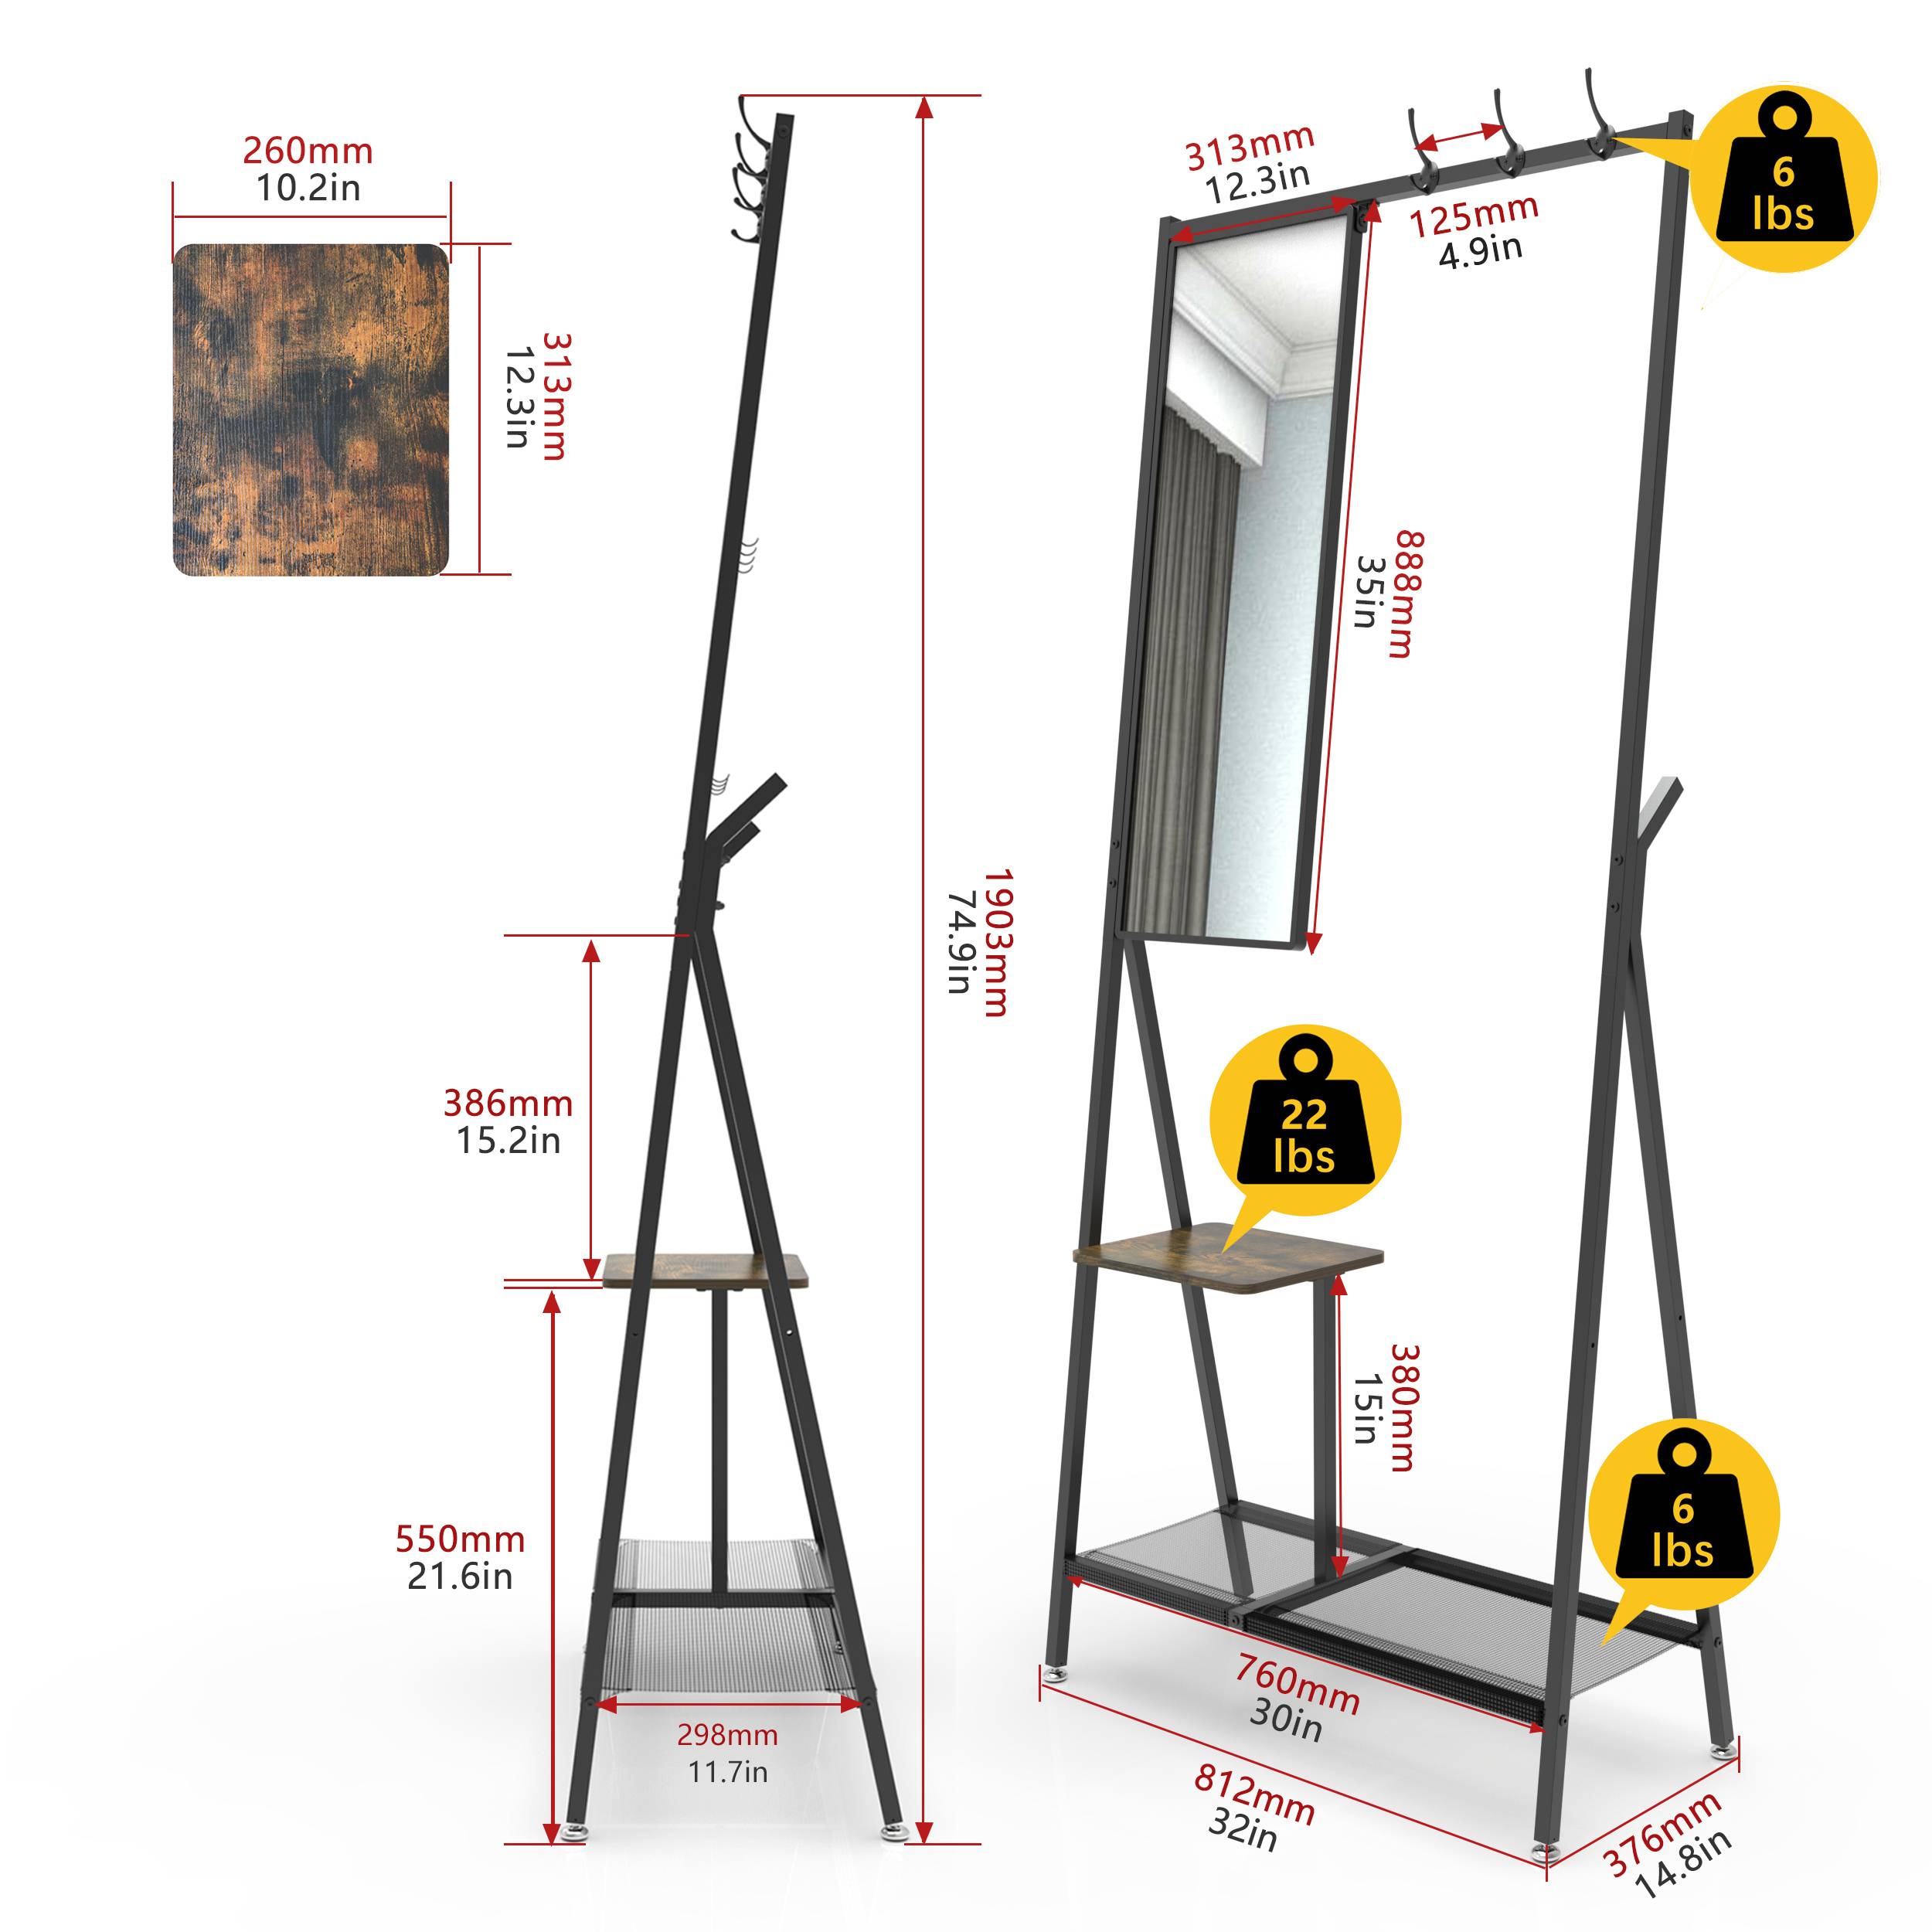 260mm
10.2in
313mm
12.3in
313mm
12.3in
125mm
4.9in
6
lbs
888mm
35in
1903mm
74.9in
386mm
15.2in
22
lbs
380mm
15in
550mm
21.6in
6
lbs
298mm
11.7in
760mm
30in
812mm
32in
376mm
14.8in